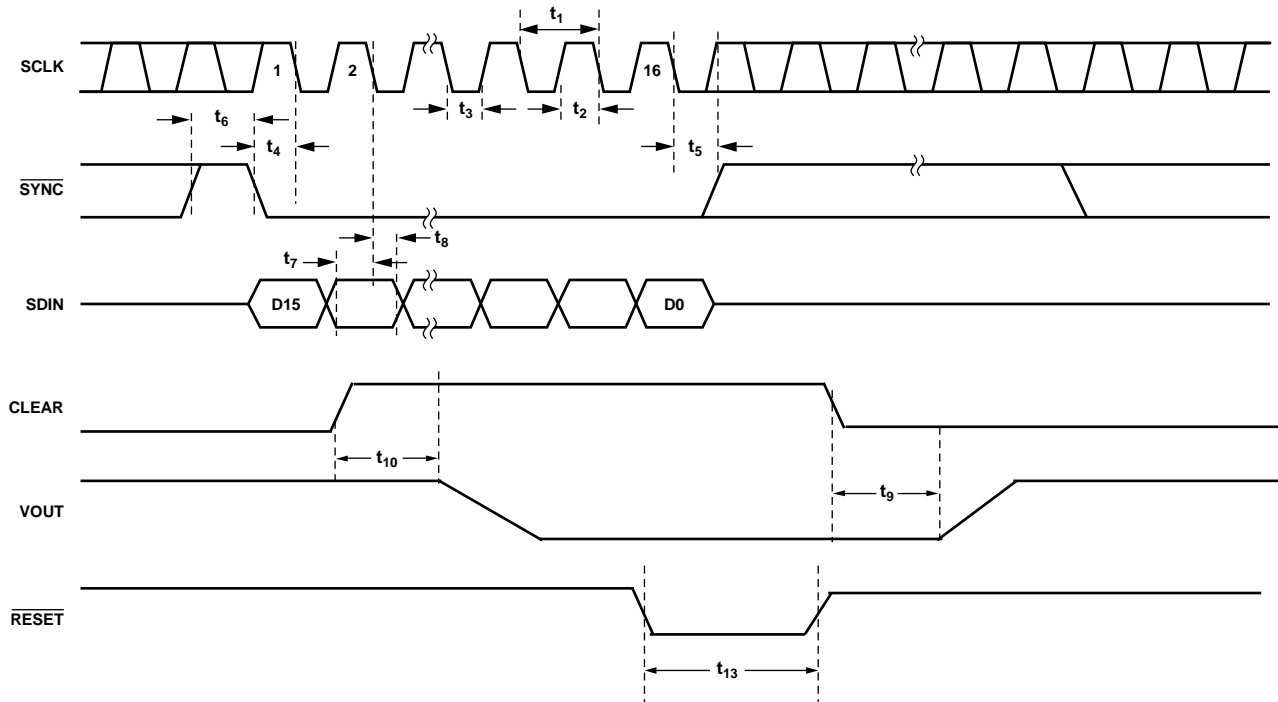 t1
SCLK
1
2
16
t3
t2
t6
t4
t5
SYNC
t8
t7
SDIN
D15
D0
CLEAR
t10
t9
VOUT
RESET
t13